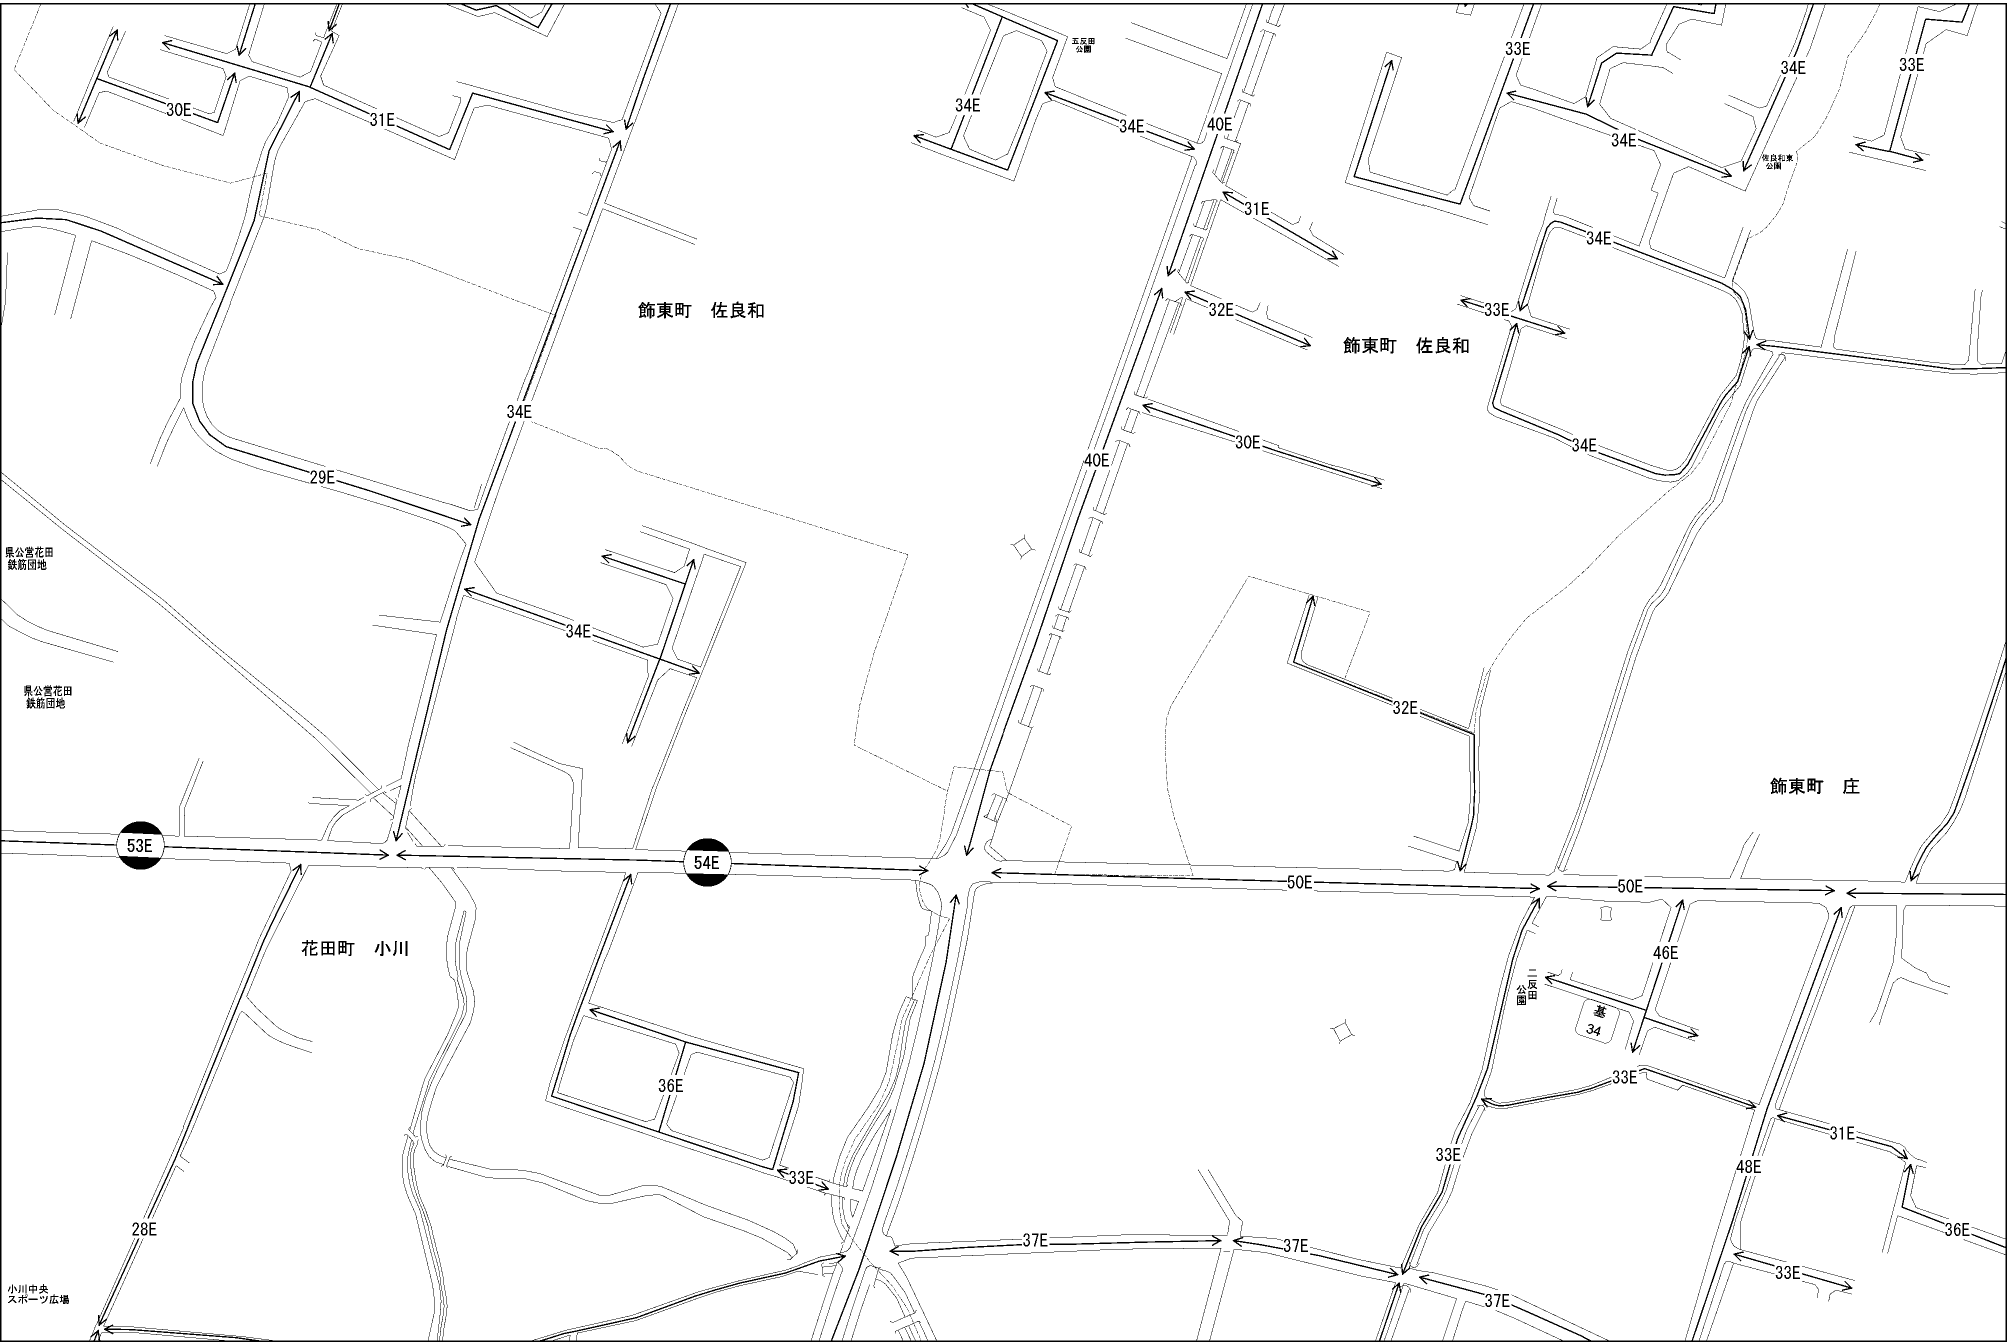 五反田
公園
33E
34E
33E
30E
31E
34E
34E
40E
34E
佐良和東
公園
31E
34E
飾東町 佐良和
32E
33E
飾東町 佐良和
34E
30E
34E
40E
29E
県公営花田
鉄筋団地
34E
県公営花田
鉄筋団地
32E
飾東町 庄
53E
54E
50E
50E
花田町 小川
46E
二反田
公園
基
34
33E
36E
31E
33E
48E
33E
28E
36E
37E
37E
33E
小川中央
スポーツ広場
37E